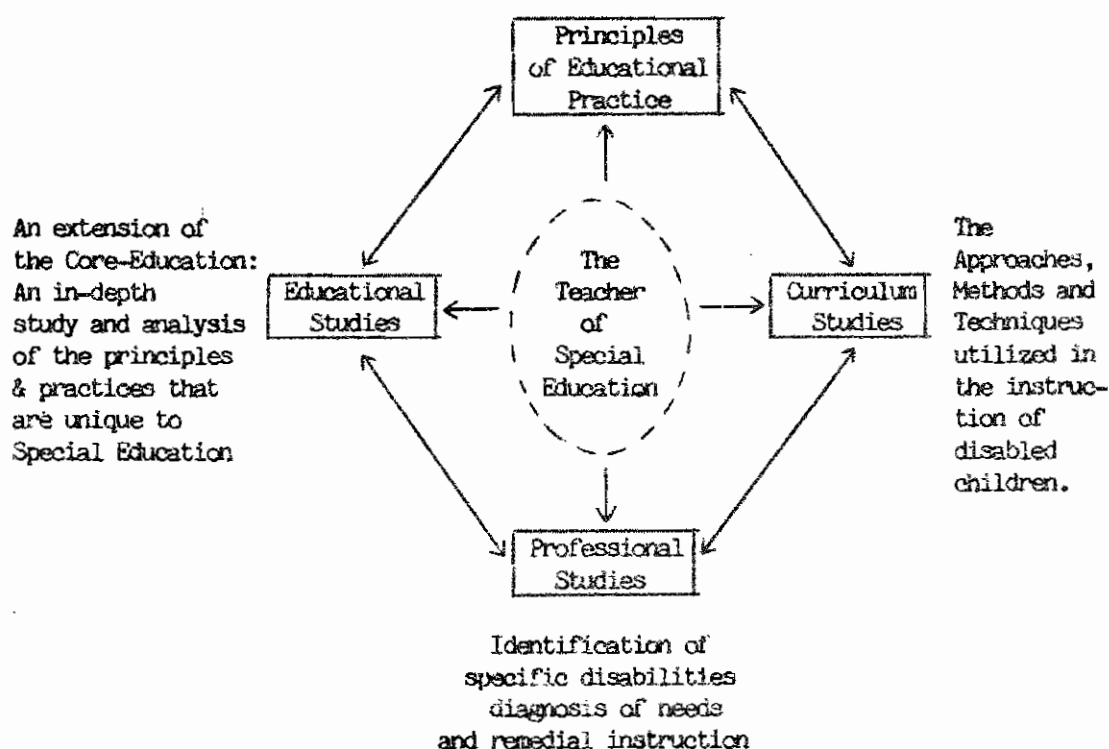 Principles
of Educational
Practice
An extension of
the Core-Education:
An in-depth
study and analysis
of the principles
& practices that
are unique to
Special Education
Educational
Studies
The
Teacher
of
Special
Education
Curriculum
Studies
The
Approaches,
Methods and
Techniques
utilized in
the instruc-
tion of
disabled
children.
Professional
Studies
Identification of
specific disabilities
diagnosis of needs
and remedial instruction